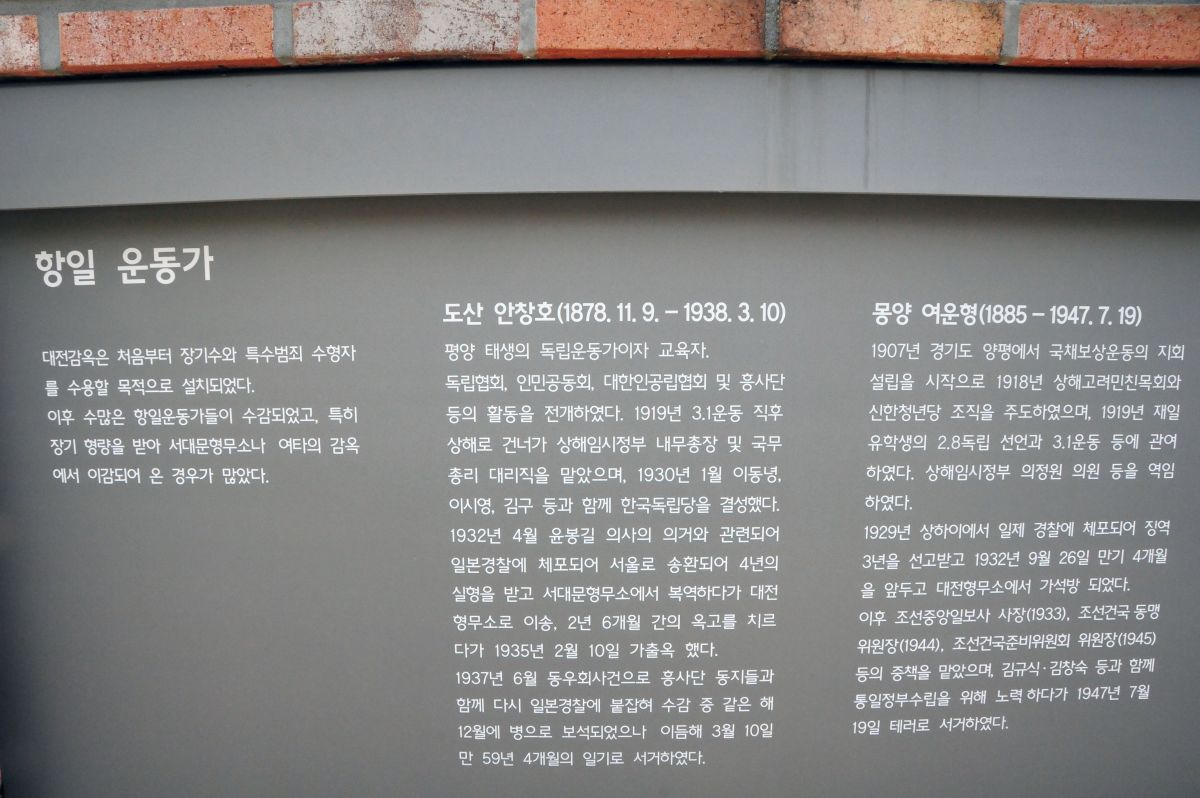 항일 운동가
대전감옥은 처음부터 장기수와 특수범죄 수형자
를 수용할 목적으로 설치되었다.
이후 수많은 항일운동가들이 수감되었고, 특히
장기 형량을 받아 서대문형무소나 여타의 감옥
에서 이감되어 온 경우가 많았다.
도산 안창호(1878. 11. 9. – 1938. 3. 10)
평양 태생의 독립운동가이자 교육자.
독립협회, 인민공동회, 대한인공립협회 및 흥사단
등의 활동을 전개하였다. 1919년 3.1운동 직후
상해로 건너가 상해임시정부 내무총장 및 국무
총리 대리직을 맡았으며, 1930년 1월 이동녕,
이시영, 김구 등과 함께 한국독립당을 결성했다.
1932년 4월 윤봉길 의사의 의거와 관련되어
일본경찰에 체포되어 서울로 송환되어 4년의
실형을 받고 서대문형무소에서 복역하다가 대전
형무소로 이송, 2년 6개월 간의 옥고를 치르
다가 1935년 2월 10일 가출옥 했다.
1937년 6월 동우회사건으로 흥사단 동지들과
함께 다시 일본경찰에 붙잡혀 수감 중 같은 해
12월에 병으로 보석되었으나 이듬해 3월 10일
만 59년 4개월의 일기로 서거하였다.
몽양 여운형(1885 – 1947. 7. 19)
1907년 경기도 양평에서 국채보상운동의 지회
설립을 시작으로 1918년 상해고려민친목회와
신한청년당 조직을 주도하였으며, 1919년 재일
유학생의 2.8독립 선언과 3.1운동 등에 관여
하였다. 상해임시정부 의정원 의원 등을 역임
하였다.
1929년 상하이에서 일제 경찰에 체포되어 징역
3년을 선고받고 1932년 9월 26일 만기 4개월
을 앞두고 대전형무소에서 가석방 되었다.
이후 조선중앙일보사 사장(1933), 조선건국 동맹
위원장(1944), 조선건국준비위원회 위원장(1945)
등의 중책을 맡았으며, 김규식·김창숙 등과 함께
통일정부수립을 위해 노력하다가 1947년 7월
19일 테러로 서거하였다.